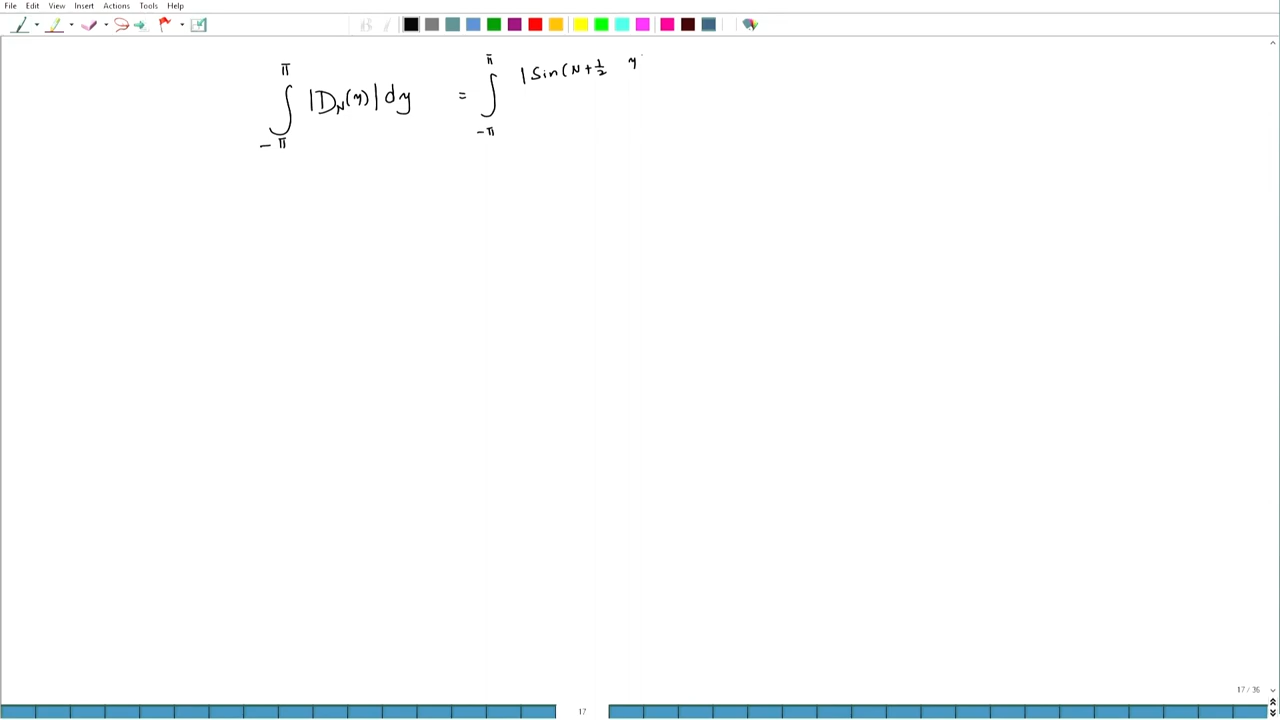 File Edit View Insert Actions Tools Help
∫_{-π}^{π} |D_N(y)| dy = ∫_{-π}^{π} |Sin(N+½ y
17 / 36
17